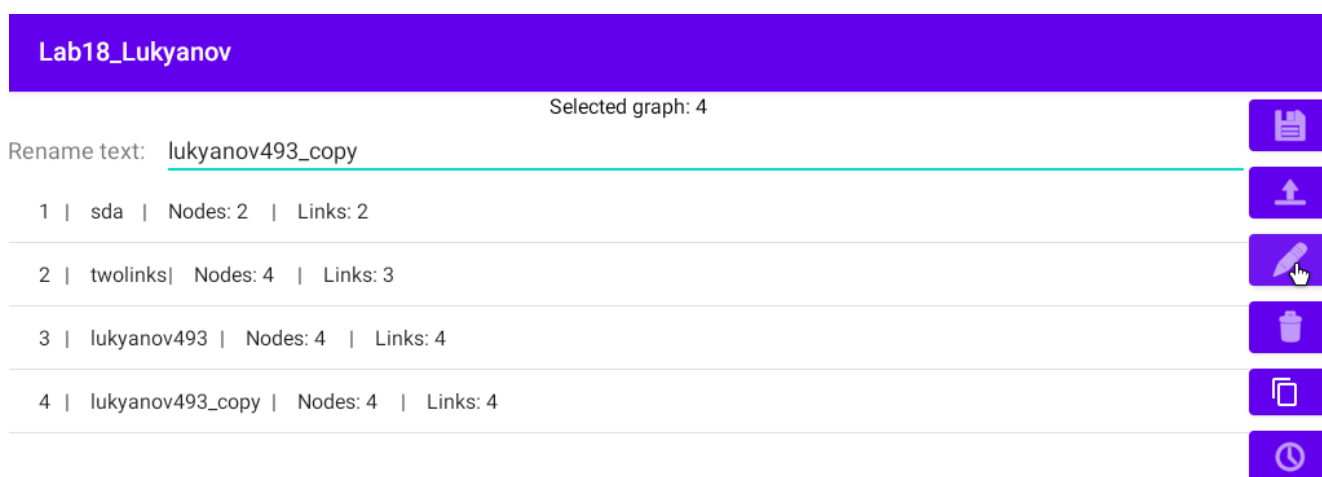 Lab18_Lukyanov
Selected graph: 4
Rename text: lukyanov493_copy
1 | sda | Nodes: 2 | Links: 2
2 | twolinks| Nodes: 4 | Links: 3
3 | lukyanov493 | Nodes: 4 | Links: 4
4 | lukyanov493_copy | Nodes: 4 | Links: 4